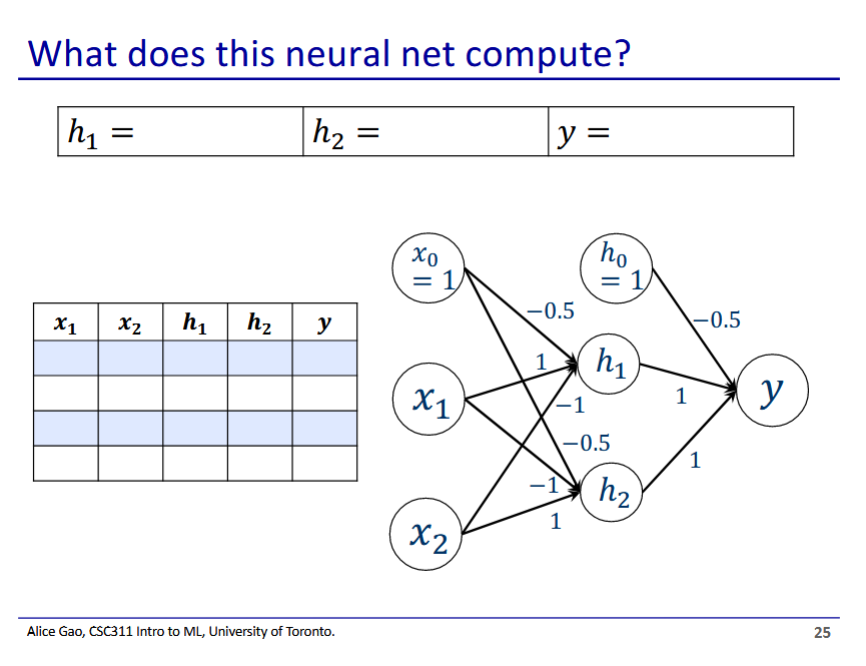 What does this neural net compute?
h₁ = h₂ = y =
x₀ = 1
h₀ = 1
−0.5
−0.5
x₁ x₂ h₁ h₂ y
1
h₁
x₁
−1
1
y
−0.5
1
−1
h₂
1
x₂
Alice Gao, CSC311 Intro to ML, University of Toronto.
25